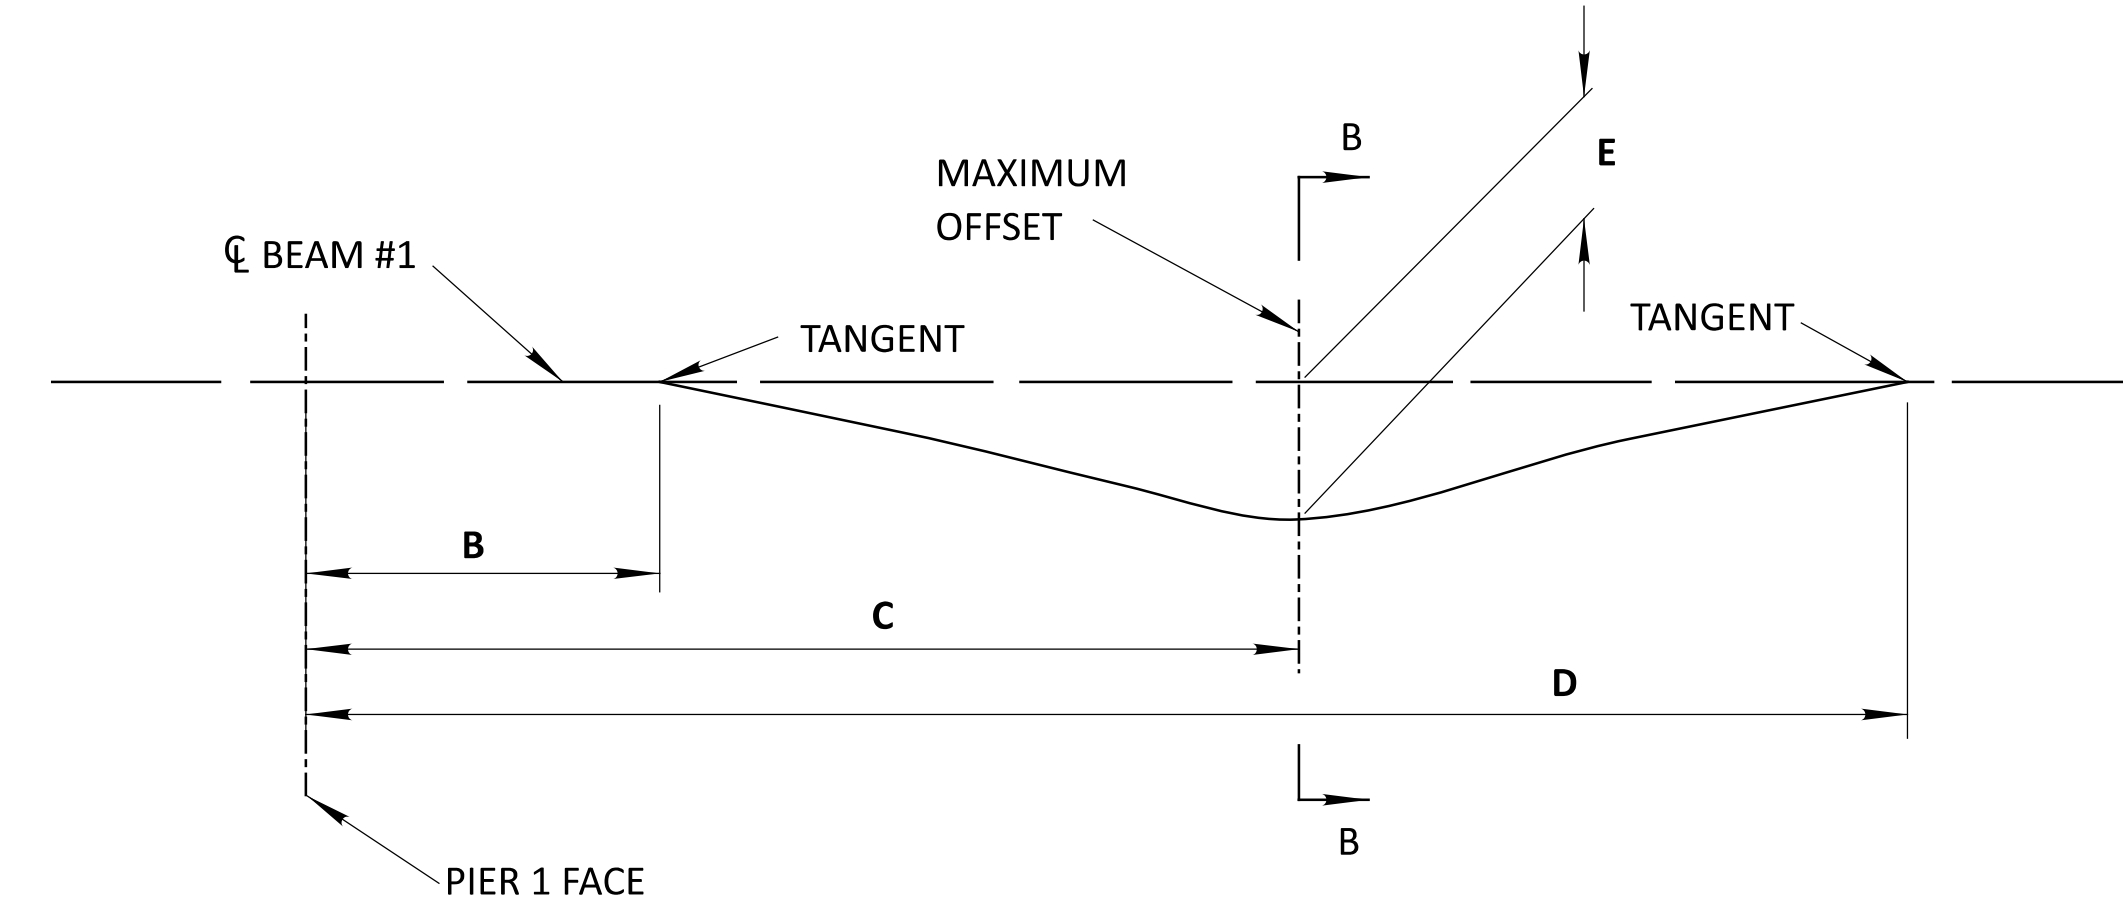 B
E
MAXIMUM
OFFSET
℄ BEAM #1
TANGENT
TANGENT
B
C
D
B
PIER 1 FACE